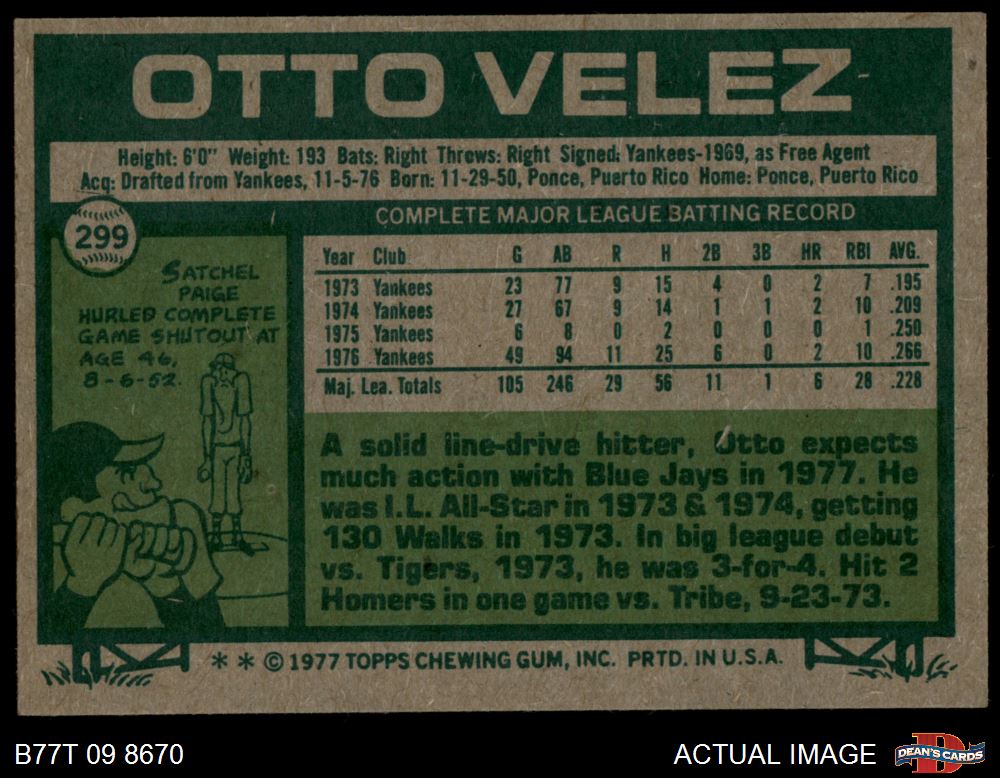 OTTO VELEZ
Height: 6'0" Weight: 193 Bats: Right Throws: Right Signed: Yankees-1969, as Free Agent
Acq: Drafted from Yankees, 11-5-76 Born: 11-29-50, Ponce, Puerto Rico Home: Ponce, Puerto Rico
299
SATCHEL
PAIGE
HURLED COMPLETE
GAME SHUTOUT AT
AGE 46,
8-6-52.
COMPLETE MAJOR LEAGUE BATTING RECORD
Year Club G AB R H 2B 3B HR RBI AVG.
1973 Yankees 23 77 9 15 4 0 2 7 .195
1974 Yankees 27 67 9 14 1 1 2 10 .209
1975 Yankees 6 8 0 2 0 0 0 1 .250
1976 Yankees 49 94 11 25 6 0 2 10 .266
Maj. Lea. Totals 105 246 29 56 11 1 6 28 .228
A solid line-drive hitter, Otto expects
much action with Blue Jays in 1977. He
was I.L. All-Star in 1973 & 1974, getting
130 Walks in 1973. In big league debut
vs. Tigers, 1973, he was 3-for-4. Hit 2
Homers in one game vs. Tribe, 9-23-73.
* * © 1977 TOPPS CHEWING GUM, INC. PRTD. IN U.S.A.
B77T 09 8670
ACTUAL IMAGE
D
DEAN'S CARDS